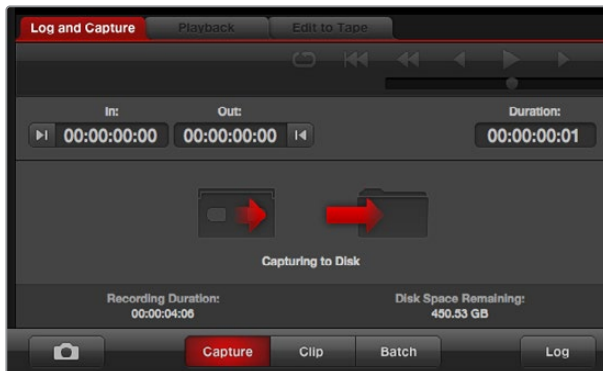 Log and Capture Playback Edit to Tape
In: Out: Duration:
00:00:00:00 00:00:00:00 00:00:00:01
Capturing to Disk
Recording Duration: Disk Space Remaining:
00:00:04:06 450.53 GB
Capture Clip Batch Log